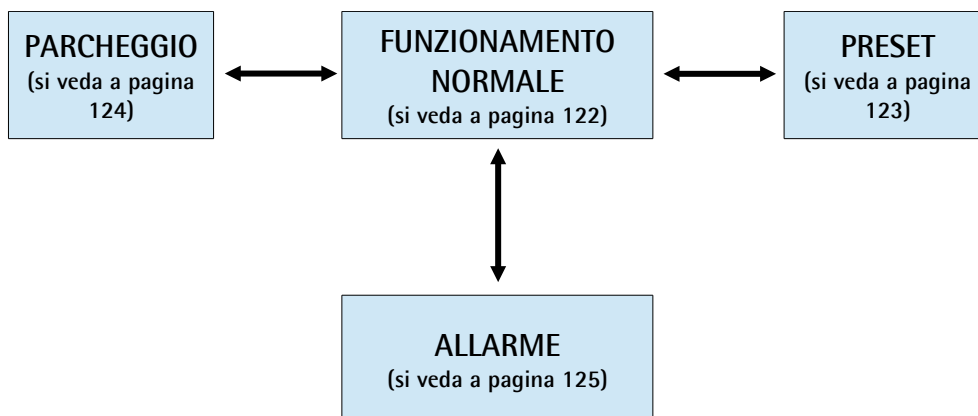 PARCHEGGIO
(si veda a pagina
124)
FUNZIONAMENTO
NORMALE
(si veda a pagina 122)
PRESET
(si veda a pagina
123)
ALLARME
(si veda a pagina 125)